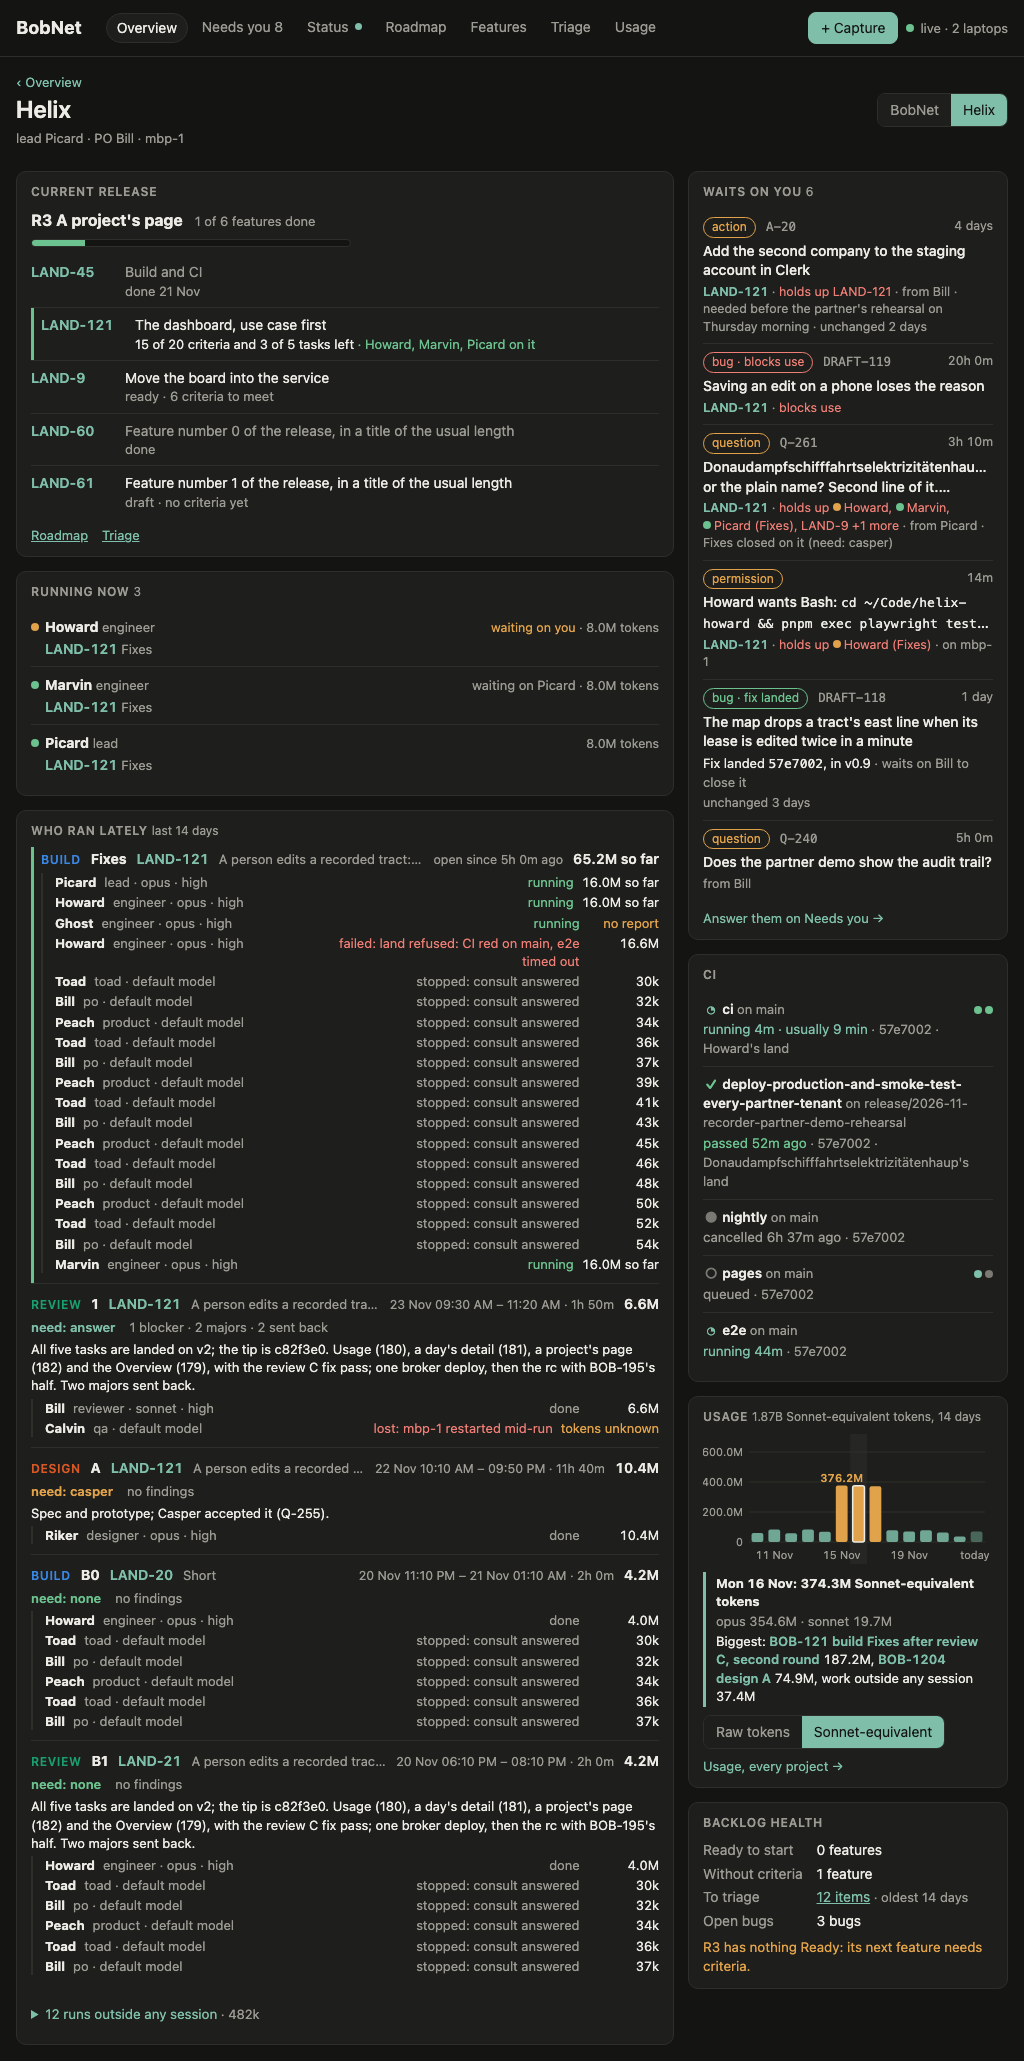 BobNet
Overview
Needs you 8
Status
Roadmap
Features
Triage
Usage
+ Capture
live · 2 laptops
‹ Overview
Helix
lead Picard · PO Bill · mbp-1
BobNet
Helix
CURRENT RELEASE
R3 A project's page 1 of 6 features done
LAND-45 Build and CI
done 21 Nov
LAND-121 The dashboard, use case first
15 of 20 criteria and 3 of 5 tasks left · Howard, Marvin, Picard on it
LAND-9 Move the board into the service
ready · 6 criteria to meet
LAND-60 Feature number 0 of the release, in a title of the usual length
done
LAND-61 Feature number 1 of the release, in a title of the usual length
draft · no criteria yet
Roadmap Triage
RUNNING NOW 3
Howard engineer waiting on you · 8.0M tokens
LAND-121 Fixes
Marvin engineer waiting on Picard · 8.0M tokens
LAND-121 Fixes
Picard lead 8.0M tokens
LAND-121 Fixes
WHO RAN LATELY last 14 days
BUILD Fixes LAND-121 A person edits a recorded tract:... open since 5h 0m ago 65.2M so far
Picard lead · opus · high running 16.0M so far
Howard engineer · opus · high running 16.0M so far
Ghost engineer · opus · high running no report
Howard engineer · opus · high failed: land refused: CI red on main, e2e 16.6M
timed out
Toad toad · default model stopped: consult answered 30k
Bill po · default model stopped: consult answered 32k
Peach product · default model stopped: consult answered 34k
Toad toad · default model stopped: consult answered 36k
Bill po · default model stopped: consult answered 37k
Peach product · default model stopped: consult answered 39k
Toad toad · default model stopped: consult answered 41k
Bill po · default model stopped: consult answered 43k
Peach product · default model stopped: consult answered 45k
Toad toad · default model stopped: consult answered 46k
Bill po · default model stopped: consult answered 48k
Peach product · default model stopped: consult answered 50k
Toad toad · default model stopped: consult answered 52k
Bill po · default model stopped: consult answered 54k
Marvin engineer · opus · high running 16.0M so far
REVIEW 1 LAND-121 A person edits a recorded tra... 23 Nov 09:30 AM – 11:20 AM · 1h 50m 6.6M
need: answer 1 blocker · 2 majors · 2 sent back
All five tasks are landed on v2; the tip is c82f3e0. Usage (180), a day's detail (181), a project's page
(182) and the Overview (179), with the review C fix pass; one broker deploy, then the rc with BOB-195's
half. Two majors sent back.
Bill reviewer · sonnet · high done 6.6M
Calvin qa · default model lost: mbp-1 restarted mid-run tokens unknown
DESIGN A LAND-121 A person edits a recorded ... 22 Nov 10:10 AM – 09:50 PM · 11h 40m 10.4M
need: casper no findings
Spec and prototype; Casper accepted it (Q-255).
Riker designer · opus · high done 10.4M
BUILD B0 LAND-20 Short 20 Nov 11:10 PM – 21 Nov 01:10 AM · 2h 0m 4.2M
need: none no findings
Howard engineer · opus · high done 4.0M
Toad toad · default model stopped: consult answered 30k
Bill po · default model stopped: consult answered 32k
Peach product · default model stopped: consult answered 34k
Toad toad · default model stopped: consult answered 36k
Bill po · default model stopped: consult answered 37k
REVIEW B1 LAND-21 A person edits a recorded trac... 20 Nov 06:10 PM – 08:10 PM · 2h 0m 4.2M
need: none no findings
All five tasks are landed on v2; the tip is c82f3e0. Usage (180), a day's detail (181), a project's page
(182) and the Overview (179), with the review C fix pass; one broker deploy, then the rc with BOB-195's
half. Two majors sent back.
Howard engineer · opus · high done 4.0M
Toad toad · default model stopped: consult answered 30k
Bill po · default model stopped: consult answered 32k
Peach product · default model stopped: consult answered 34k
Toad toad · default model stopped: consult answered 36k
Bill po · default model stopped: consult answered 37k
12 runs outside any session · 482k
WAITS ON YOU 6
action A–20 4 days
Add the second company to the staging
account in Clerk
LAND-121 · holds up LAND-121 · from Bill ·
needed before the partner's rehearsal on
Thursday morning · unchanged 2 days
bug · blocks use DRAFT–119 20h 0m
Saving an edit on a phone loses the reason
LAND-121 · blocks use
question Q–261 3h 10m
Donaudampfschifffahrtselektrizitätenhau...
or the plain name? Second line of it....
LAND-121 · holds up Howard, Marvin,
Picard (Fixes), LAND-9 +1 more · from Picard ·
Fixes closed on it (need: casper)
permission 14m
Howard wants Bash: cd ~/Code/helix-
howard && pnpm exec playwright test...
LAND-121 · holds up Howard (Fixes) · on mbp-
1
bug · fix landed DRAFT–118 1 day
The map drops a tract's east line when its
lease is edited twice in a minute
Fix landed 57e7002, in v0.9 · waits on Bill to
close it
unchanged 3 days
question Q–240 5h 0m
Does the partner demo show the audit trail?
from Bill
Answer them on Needs you →
CI
ci on main
running 4m · usually 9 min · 57e7002 ·
Howard's land
deploy-production-and-smoke-test-
every-partner-tenant on release/2026-11-
recorder-partner-demo-rehearsal
passed 52m ago · 57e7002 ·
Donaudampfschifffahrtselektrizitätenhaup's
land
nightly on main
cancelled 6h 37m ago · 57e7002
pages on main
queued · 57e7002
e2e on main
running 44m · 57e7002
USAGE 1.87B Sonnet-equivalent tokens, 14 days
600.0M
400.0M
200.0M
0
376.2M
11 Nov 15 Nov 19 Nov today
Mon 16 Nov: 374.3M Sonnet-equivalent
tokens
opus 354.6M · sonnet 19.7M
Biggest: BOB-121 build Fixes after review
C, second round 187.2M, BOB-1204
design A 74.9M, work outside any session
37.4M
Raw tokens
Sonnet-equivalent
Usage, every project →
BACKLOG HEALTH
Ready to start 0 features
Without criteria 1 feature
To triage 12 items · oldest 14 days
Open bugs 3 bugs
R3 has nothing Ready: its next feature needs
criteria.